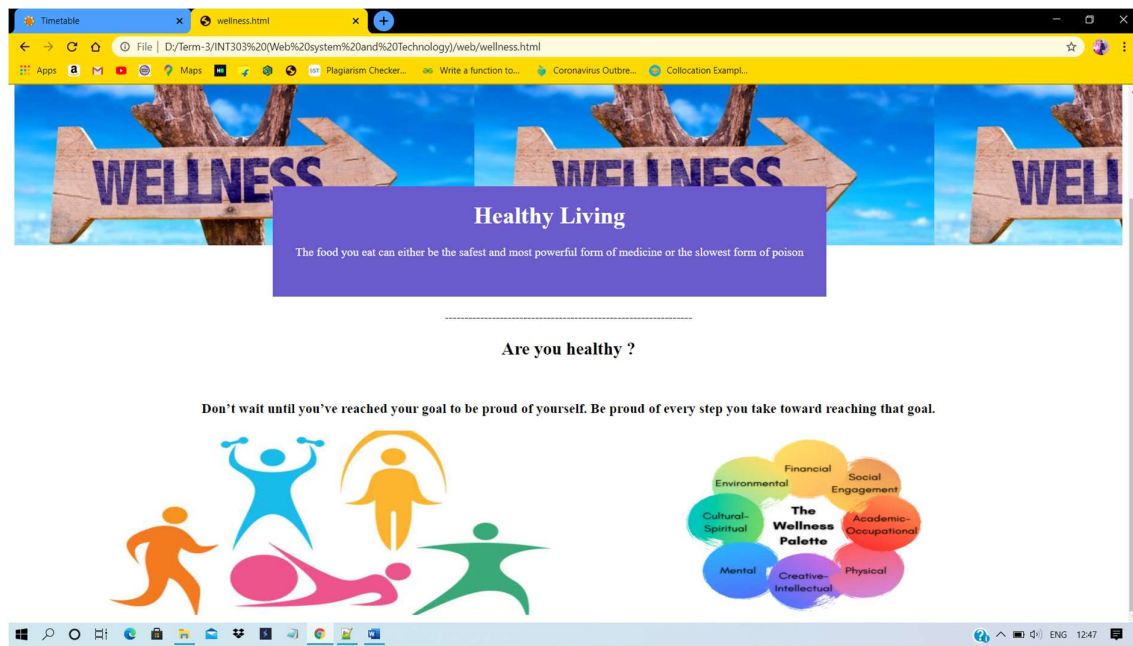 Timetable
wellness.html
File | D:/Term-3/INT303%20(Web%20system%20and%20Technology)/web/wellness.html
Apps
Maps
Plagiarism Checker...
Write a function to...
Coronavirus Outbre...
Collocation Exampl...
WELLNESS
WELLNESS
WELL
Healthy Living
The food you eat can either be the safest and most powerful form of medicine or the slowest form of poison
---------------------------------------------------------------
Are you healthy ?
Don’t wait until you’ve reached your goal to be proud of yourself. Be proud of every step you take toward reaching that goal.
Financial
Social
Engagement
Environmental
Cultural-
Spiritual
The
Wellness
Palette
Academic-
Occupational
Mental
Creative-
Intellectual
Physical
ENG
12:47